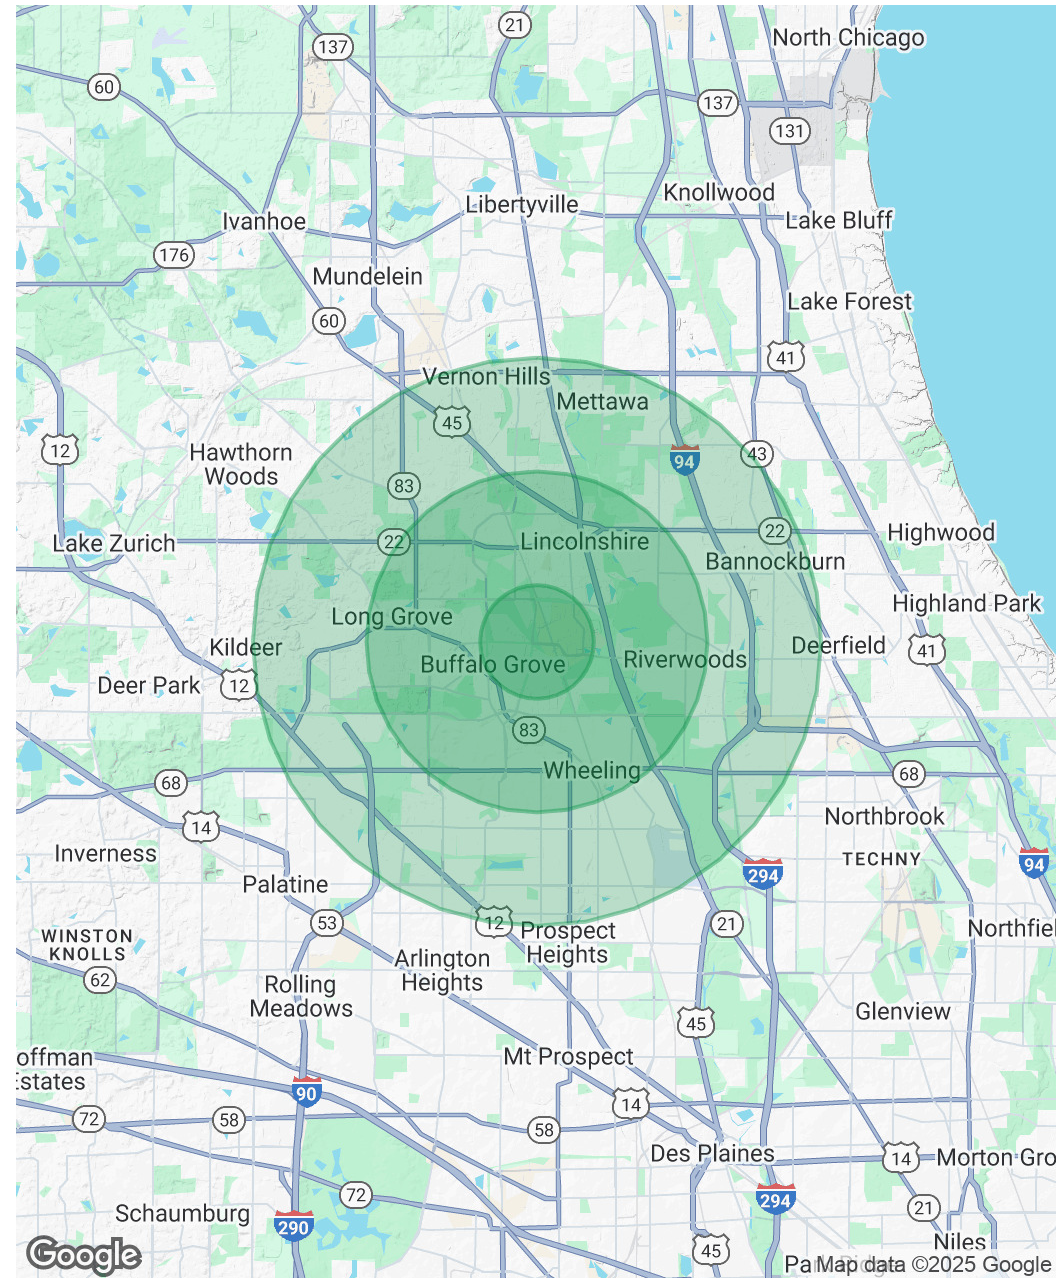 21
North Chicago
137
60
137
131
Knollwood
Libertyville
Lake Bluff
Ivanhoe
176
Mundelein
Lake Forest
60
41
Vernon Hills
Mettawa
45
12
Hawthorn
Woods
94
43
83
22
Highwood
Lake Zurich
22
Lincolnshire
Bannockburn
Highland Park
Long Grove
Kildeer
Deerfield
41
Buffalo Grove
Riverwoods
Deer Park
12
83
Wheeling
68
68
14
Northbrook
Inverness
TECHNY
94
294
Palatine
53
12
21
Prospect
Heights
Northfiel
WINSTON
KNOLLS
Arlington
Heights
62
Rolling
Meadows
Glenview
45
offman
Estates
Mt Prospect
90
14
72
58
58
Des Plaines
14
Morton Gro
72
294
21
Schaumburg
290
Niles
45
Google
Map data ©2025 Google